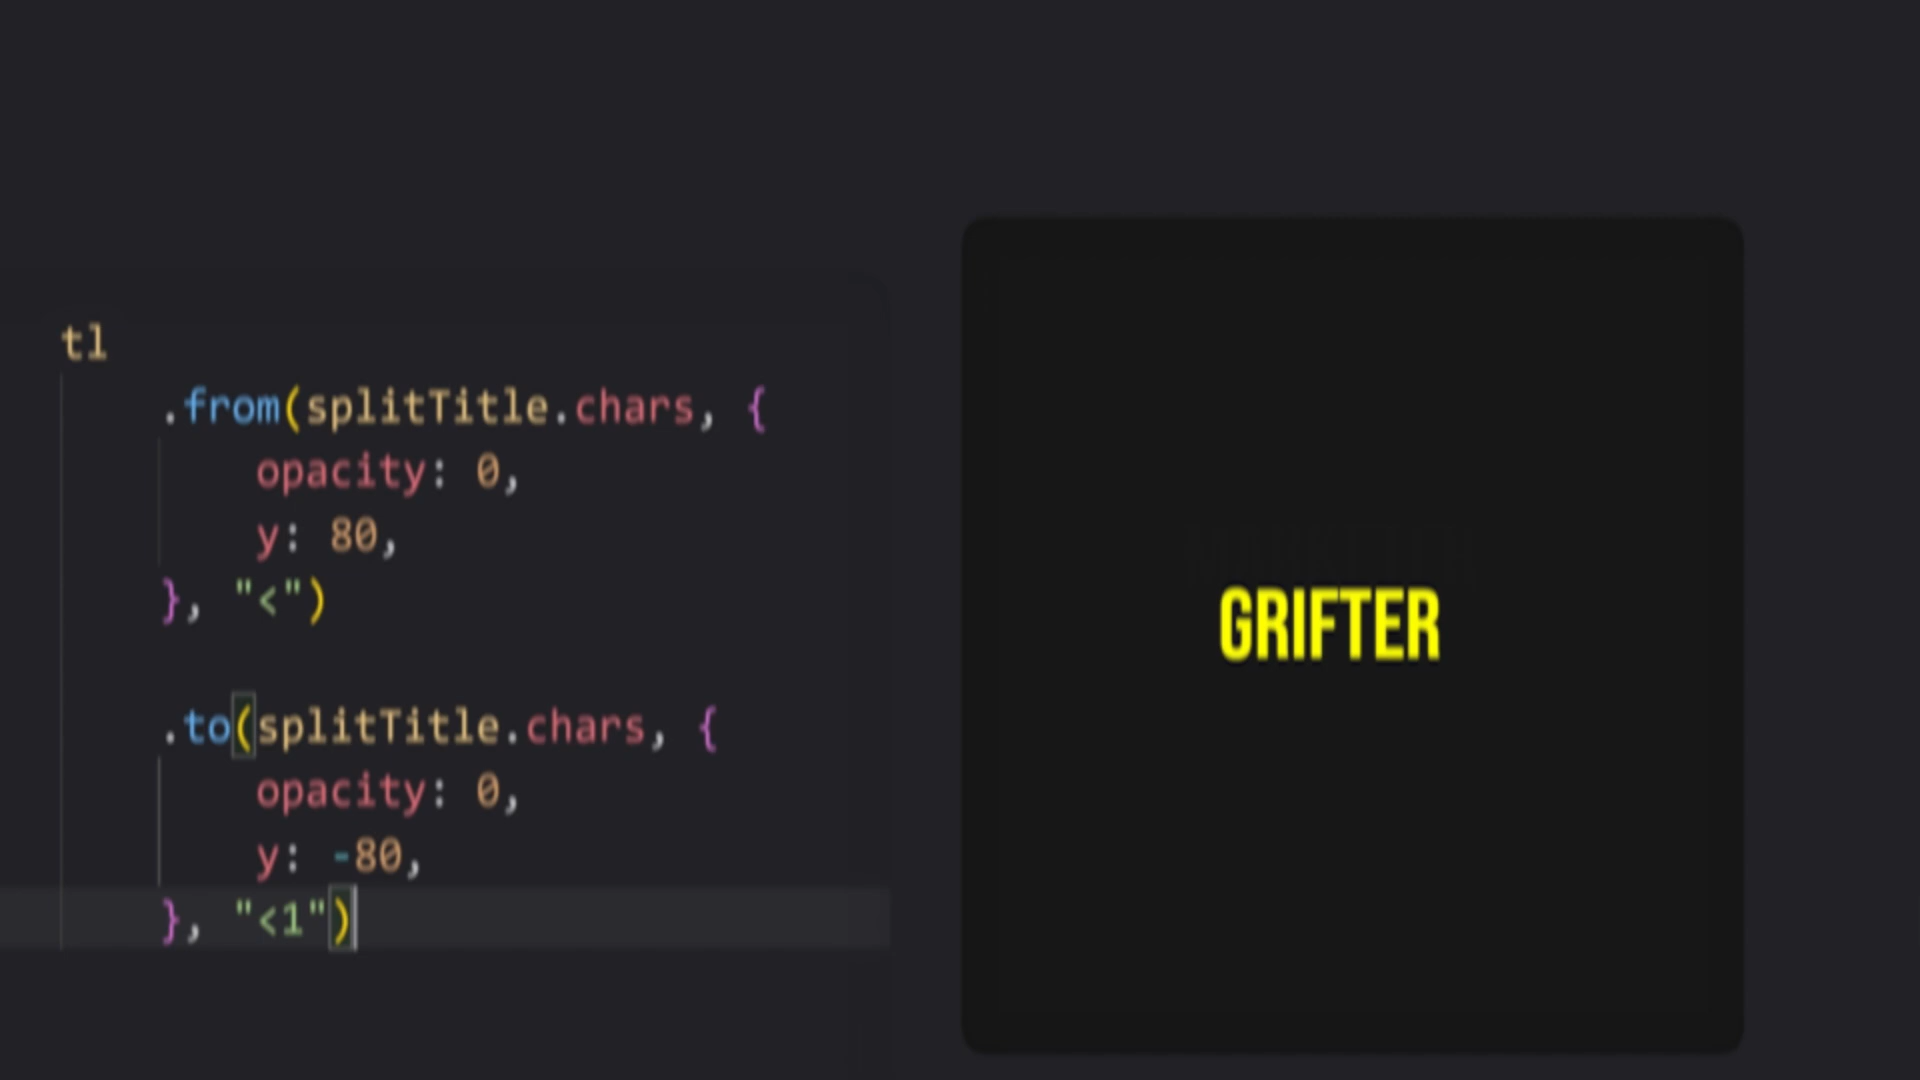 tl
.from(splitTitle.chars, {
opacity: 0,
y: 80,
}, "<")
.to(splitTitle.chars, {
opacity: 0,
y: -80,
}, "<1")
GRIFTER